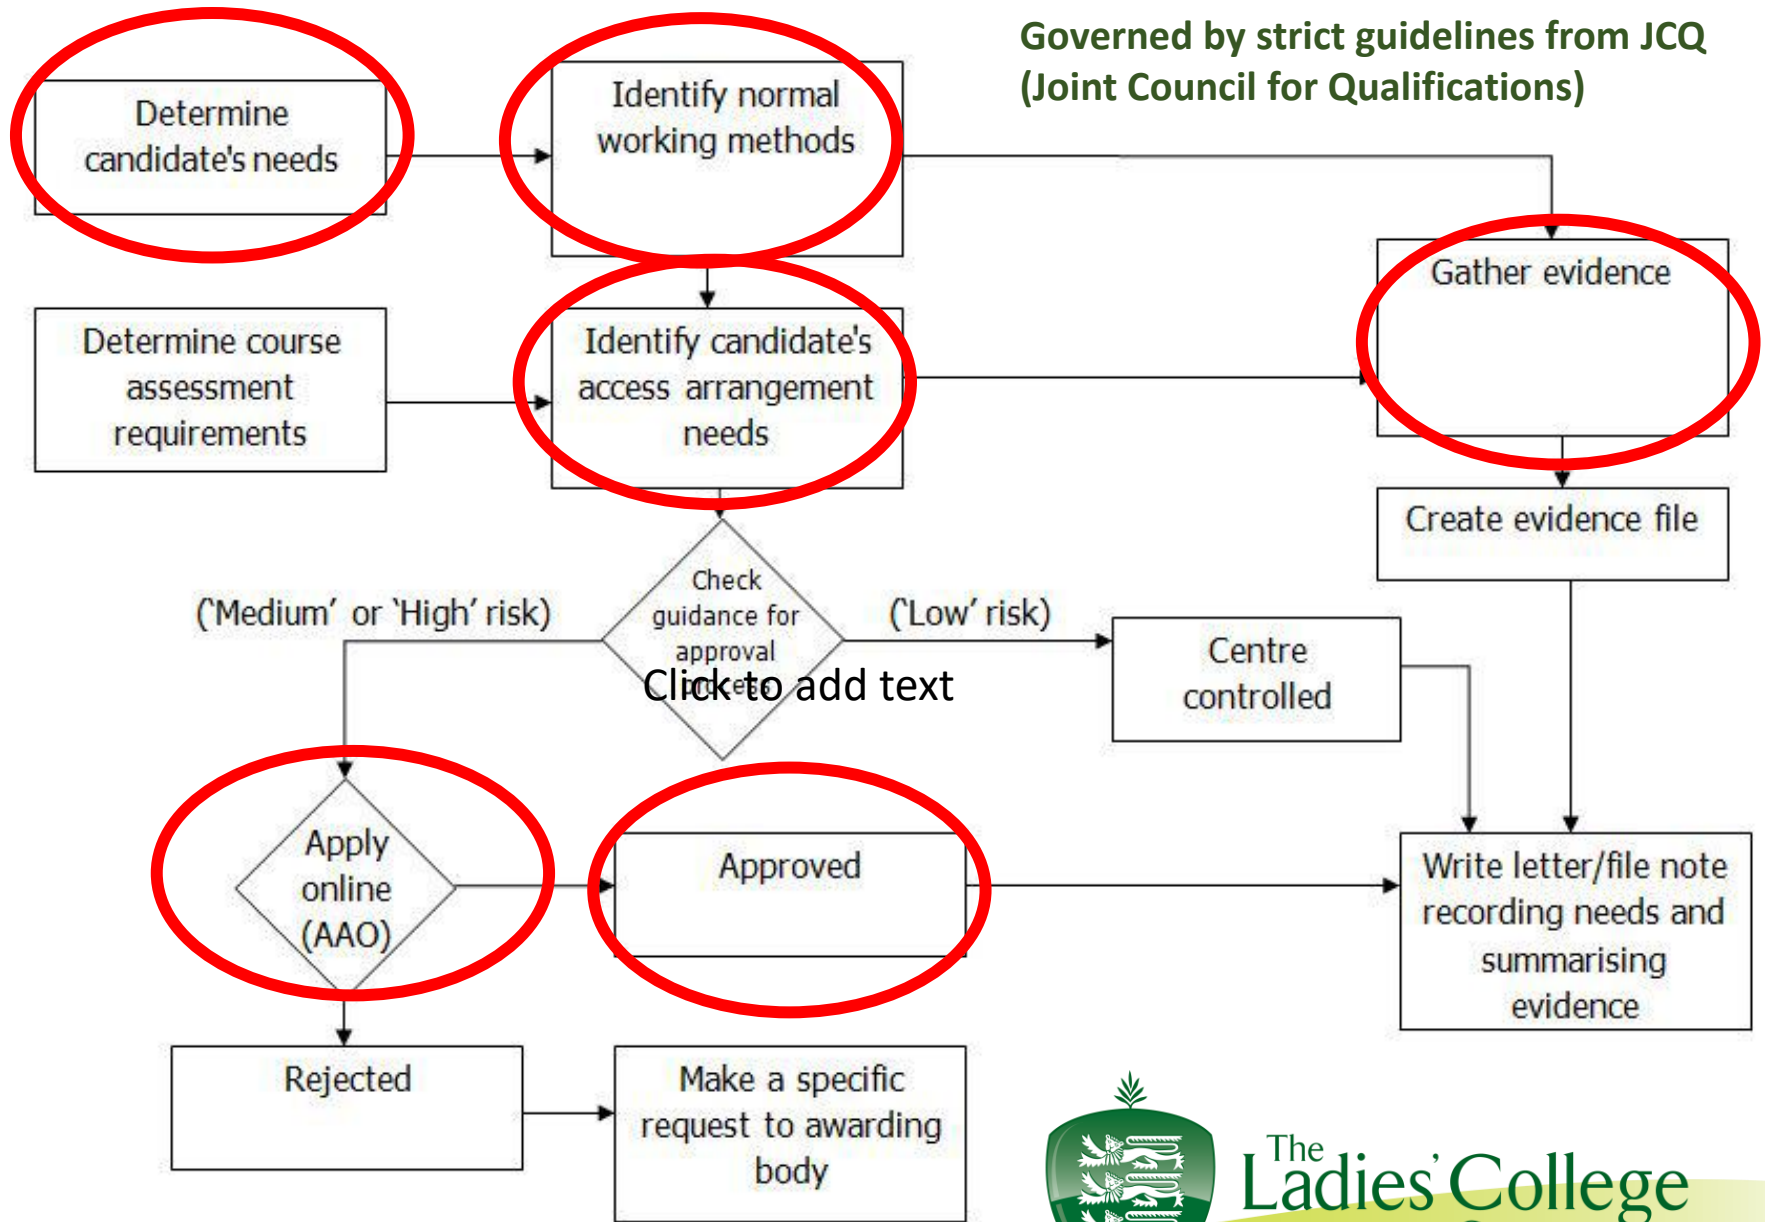 Governed by strict guidelines from JCQ
(Joint Council for Qualifications)
Determine
candidate's needs
Identify normal
working methods
Gather evidence
Determine course
assessment
requirements
Identify candidate's
access arrangement
needs
Create evidence file
('Medium' or 'High' risk)
Check
guidance for
approval
process
('Low' risk)
Click to add text
Centre
controlled
Apply
online
(AAO)
Approved
Write letter/file note
recording needs and
summarising
evidence
Rejected
Make a specific
request to awarding
body
The
Ladies' College